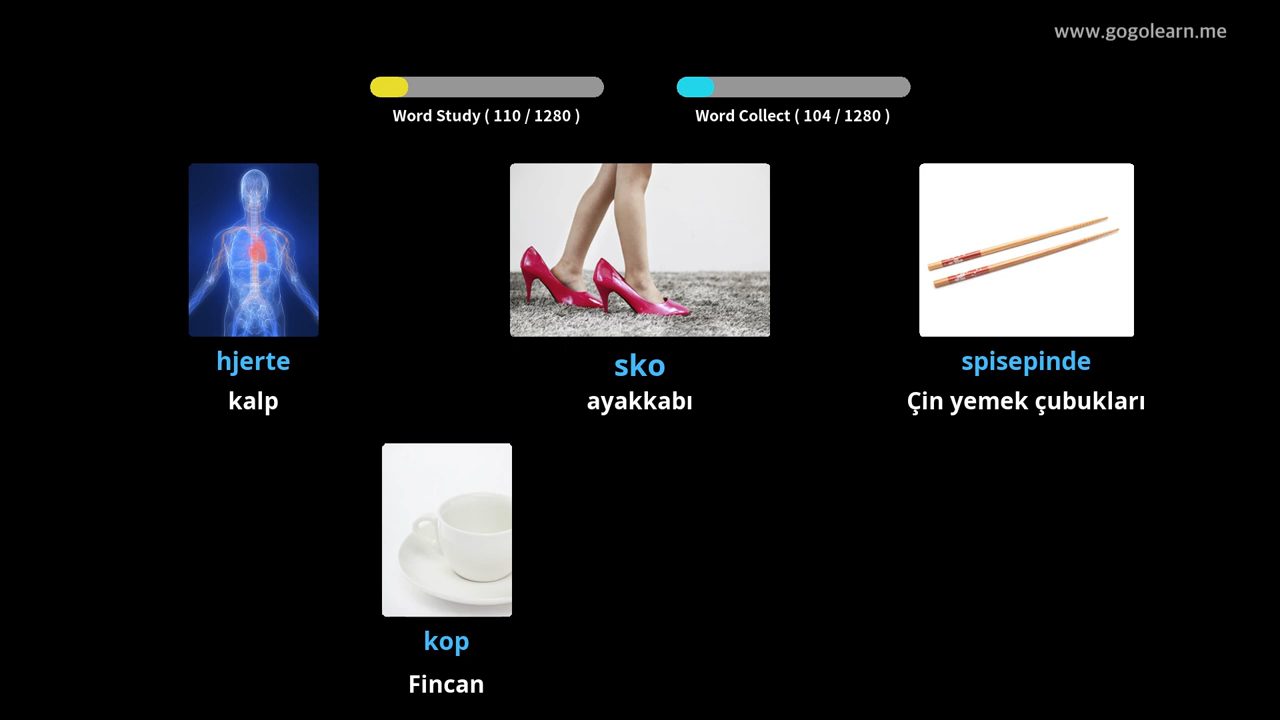 www.gogolearn.me
Word Study ( 110 / 1280 )
Word Collect ( 104 / 1280 )
hjerte
kalp
sko
ayakkabı
spisepinde
Çin yemek çubukları
kop
Fincan